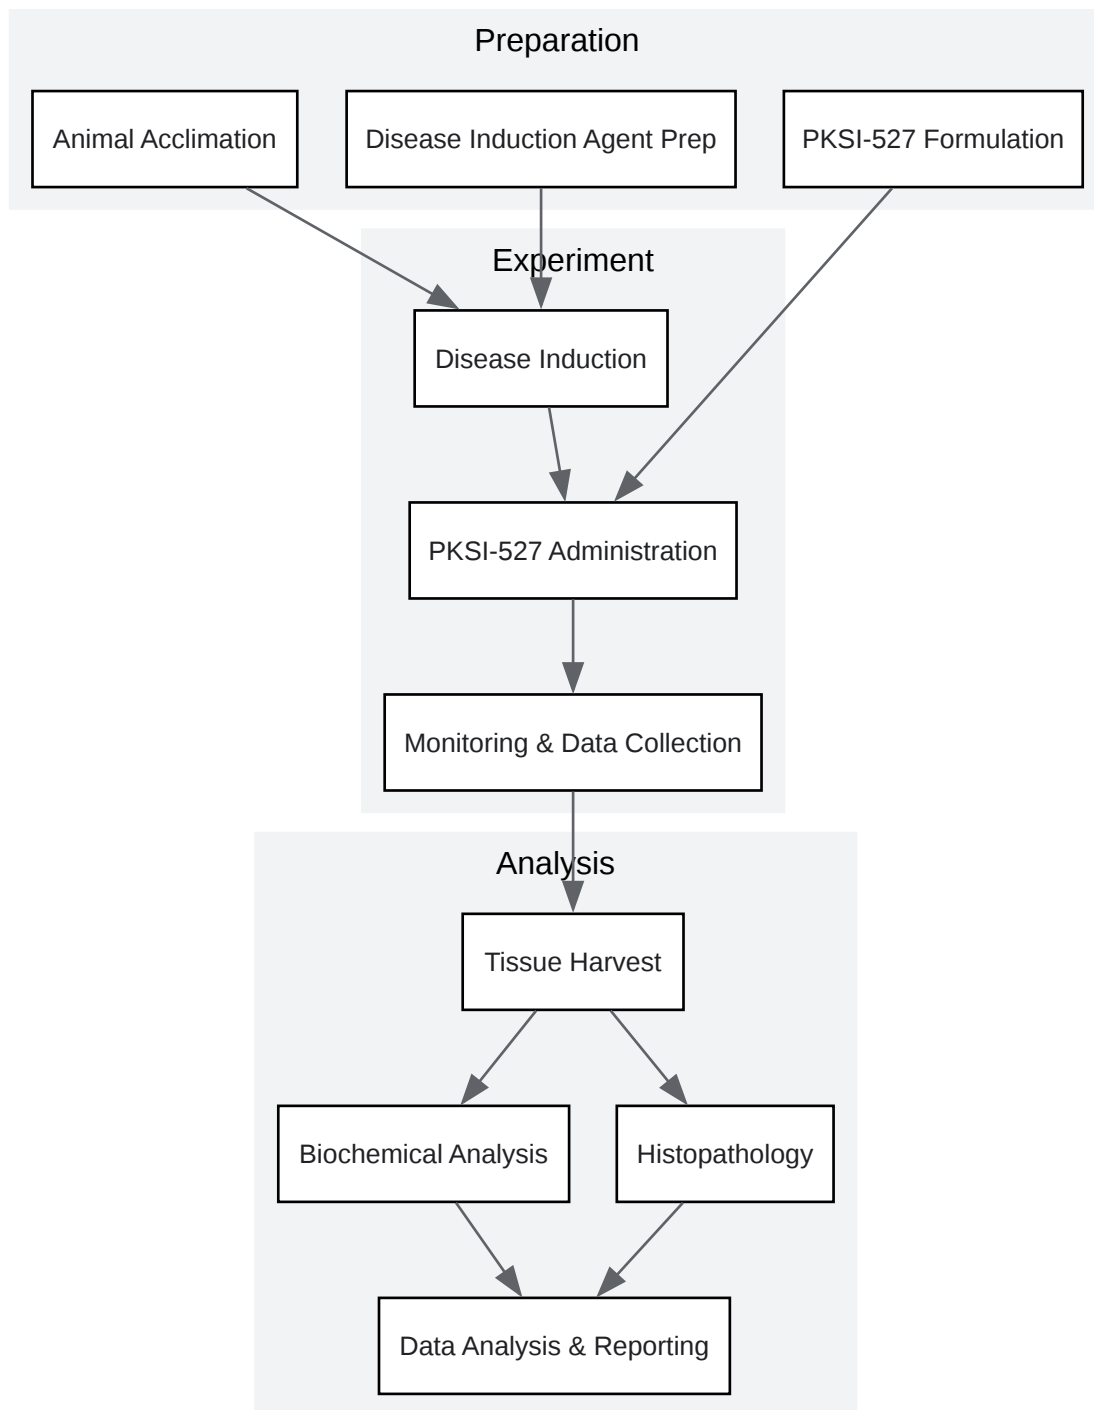 Preparation
Animal Acclimation
Disease Induction Agent Prep
PKSI-527 Formulation
Experiment
Disease Induction
PKSI-527 Administration
Monitoring & Data Collection
Analysis
Tissue Harvest
Biochemical Analysis
Histopathology
Data Analysis & Reporting